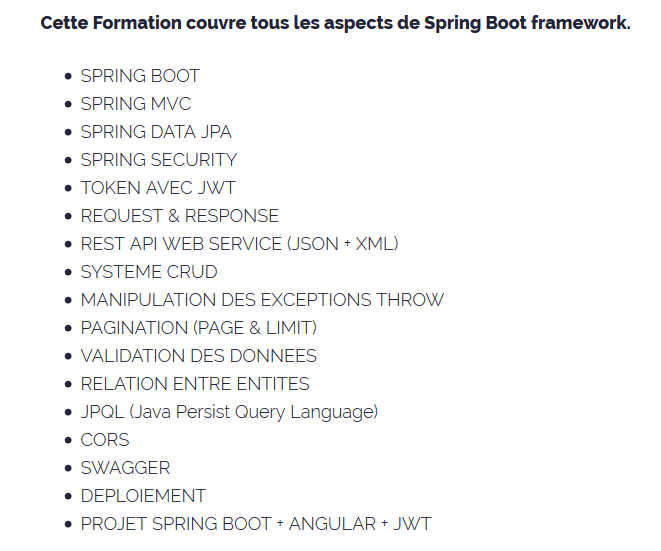 Cette Formation couvre tous les aspects de Spring Boot framework.
• SPRING BOOT
• SPRING MVC
• SPRING DATA JPA
• SPRING SECURITY
• TOKEN AVEC JWT
• REQUEST & RESPONSE
• REST API WEB SERVICE (JSON + XML)
• SYSTEME CRUD
• MANIPULATION DES EXCEPTIONS THROW
• PAGINATION (PAGE & LIMIT)
• VALIDATION DES DONNEES
• RELATION ENTRE ENTITES
• JPQL (Java Persist Query Language)
• CORS
• SWAGGER
• DEPLOIEMENT
• PROJET SPRING BOOT + ANGULAR + JWT